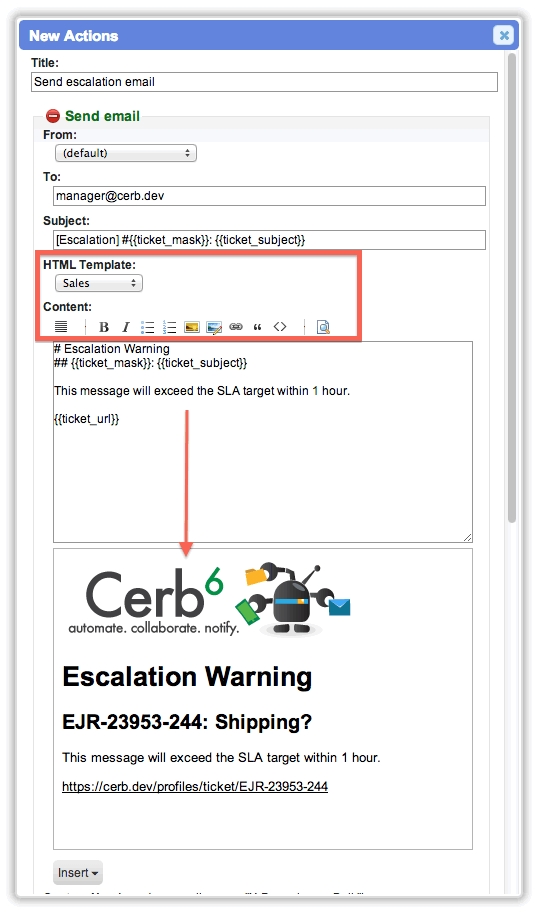 New Actions
Title:
Send escalation email
Send email
From:
(default)
To:
manager@cerb.dev
Subject:
[Escalation] #{{ticket_mask}}: {{ticket_subject}}
HTML Template:
Sales
Content:
# Escalation Warning
## {{ticket_mask}}: {{ticket_subject}}
This message will exceed the SLA target within 1 hour.
{{ticket_url}}
Cerb6
automate. collaborate. notify.
Escalation Warning
EJR-23953-244: Shipping?
This message will exceed the SLA target within 1 hour.
https://cerb.dev/profiles/ticket/EJR-23953-244
Insert